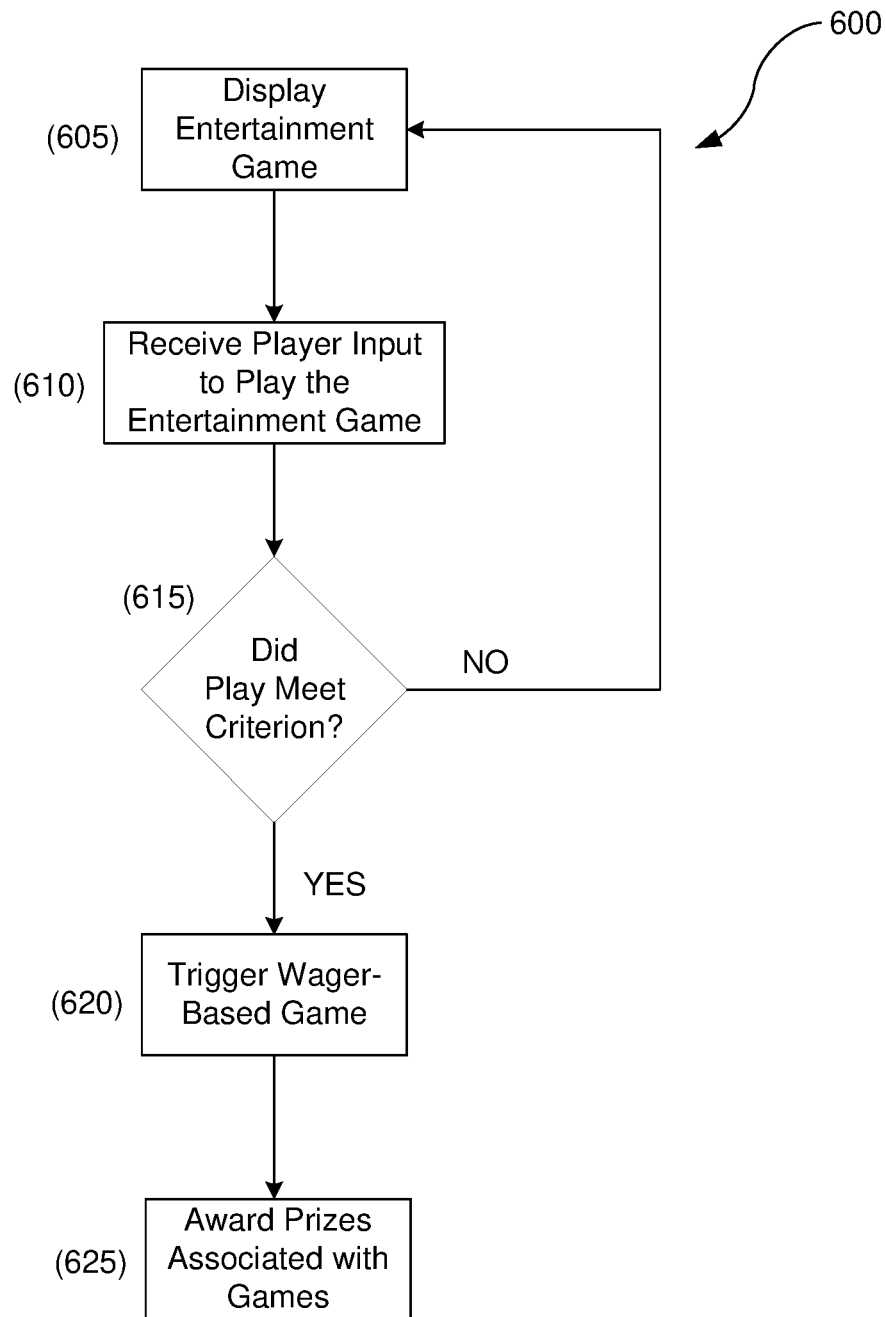 600
Display
Entertainment
Game
(605)
Receive Player Input
to Play the
Entertainment Game
(610)
(615)
Did
Play Meet
Criterion?
NO
YES
Trigger Wager-
Based Game
(620)
Award Prizes
Associated with
Games
(625)